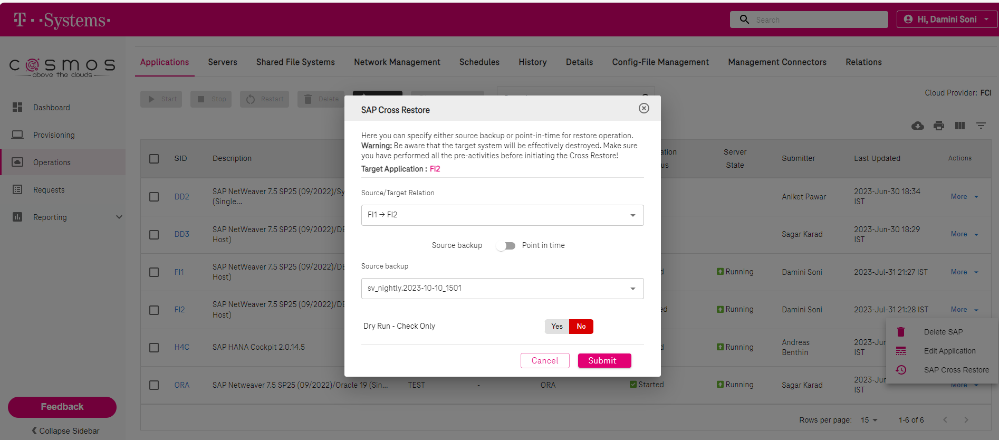 T··Systems·
Search
Hi, Damini Soni
cosmos
above the clouds
Applications
Servers
Shared File Systems
Network Management
Schedules
History
Details
Config-File Management
Management Connectors
Relations
Dashboard
Provisioning
Operations
Requests
Reporting
Feedback
Collapse Sidebar
Start
Stop
Restart
Delete
Cloud Provider: FCI
SID
Description
Server
State
Submitter
Last Updated
Actions
DD2
SAP NetWeaver 7.5 SP25 (09/2022)/Sy
(Single...
Aniket Pawar
2023-Jun-30 18:34
IST
More
DD3
SAP NetWeaver 7.5 SP25 (09/2022)/DE
Host)
Sagar Karad
2023-Jun-30 18:29
IST
More
FI1
SAP NetWeaver 7.5 SP25 (09/2022)/DE
Host)
Running
Damini Soni
2023-Jul-31 21:27 IST
More
FI2
SAP NetWeaver 7.5 SP25 (09/2022)/DE
Host)
Running
Damini Soni
2023-Jul-31 21:28 IST
More
H4C
SAP HANA Cockpit 2.0.14.5
Running
Andreas
Benthin
2023-Jur
IST
ORA
SAP Netweaver 7.5 SP25 (09/2022)/Oracle 19 (Sin...
TEST
-
ORA
Started
Running
Sagar Karad
2023-Jur
IST
More
Delete SAP
Edit Application
SAP Cross Restore
Rows per page: 15
1-6 of 6
SAP Cross Restore
Here you can specify either source backup or point-in-time for restore operation.
Warning: Be aware that the target system will be effectively destroyed. Make sure
you have performed all the pre-activities before initiating the Cross Restore!
Target Application : FI2
Source/Target Relation
FI1 → FI2
Source backup
Point in time
Source backup
sv_nightly.2023-10-10_1501
Dry Run - Check Only
Yes
No
Cancel
Submit